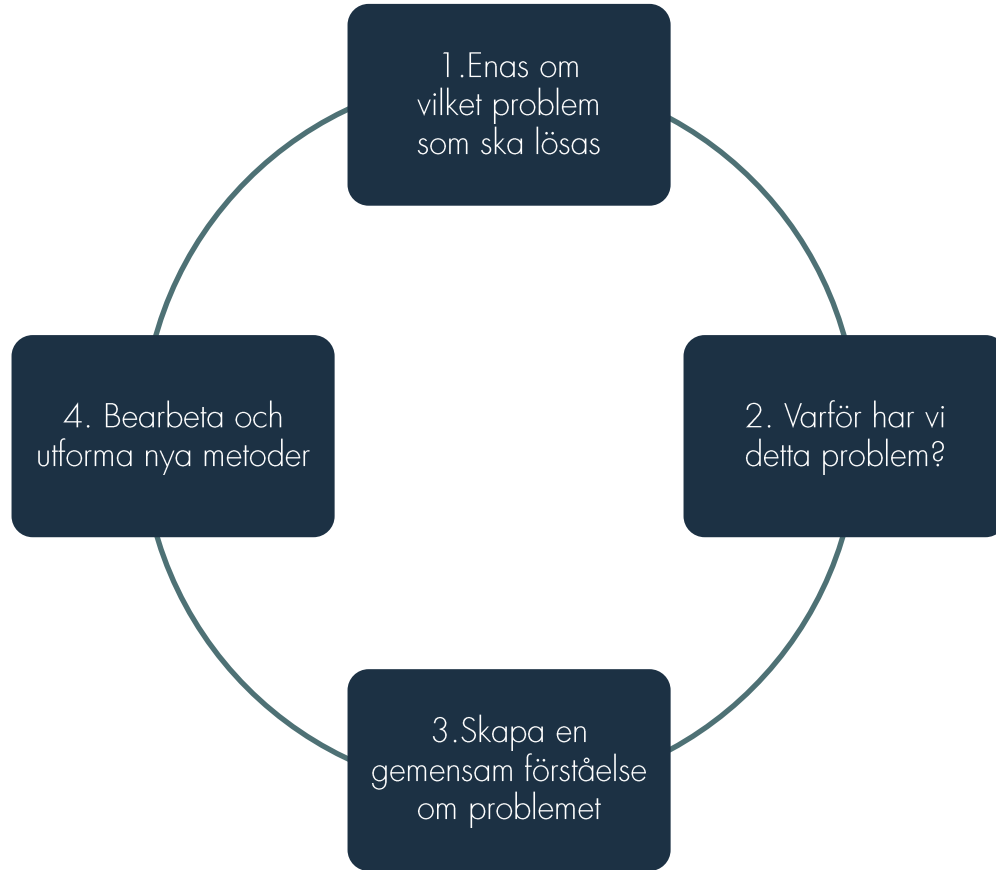 1.Enas om
vilket problem
som ska lösas
2. Varför har vi
detta problem?
3.Skapa en
gemensam förståelse
om problemet
4. Bearbeta och
utforma nya metoder